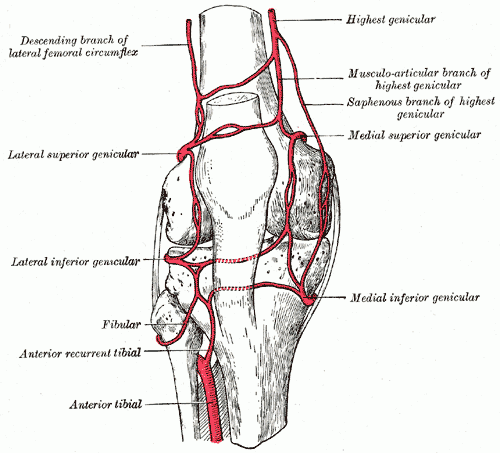 Highest genicular
Descending branch of
lateral femoral circumflex
Musculo-articular branch of
highest genicular
Saphenous branch of highest
genicular
Medial superior genicular
Lateral superior genicular
Lateral inferior genicular
Medial inferior genicular
Fibular
Anterior recurrent tibial
Anterior tibial